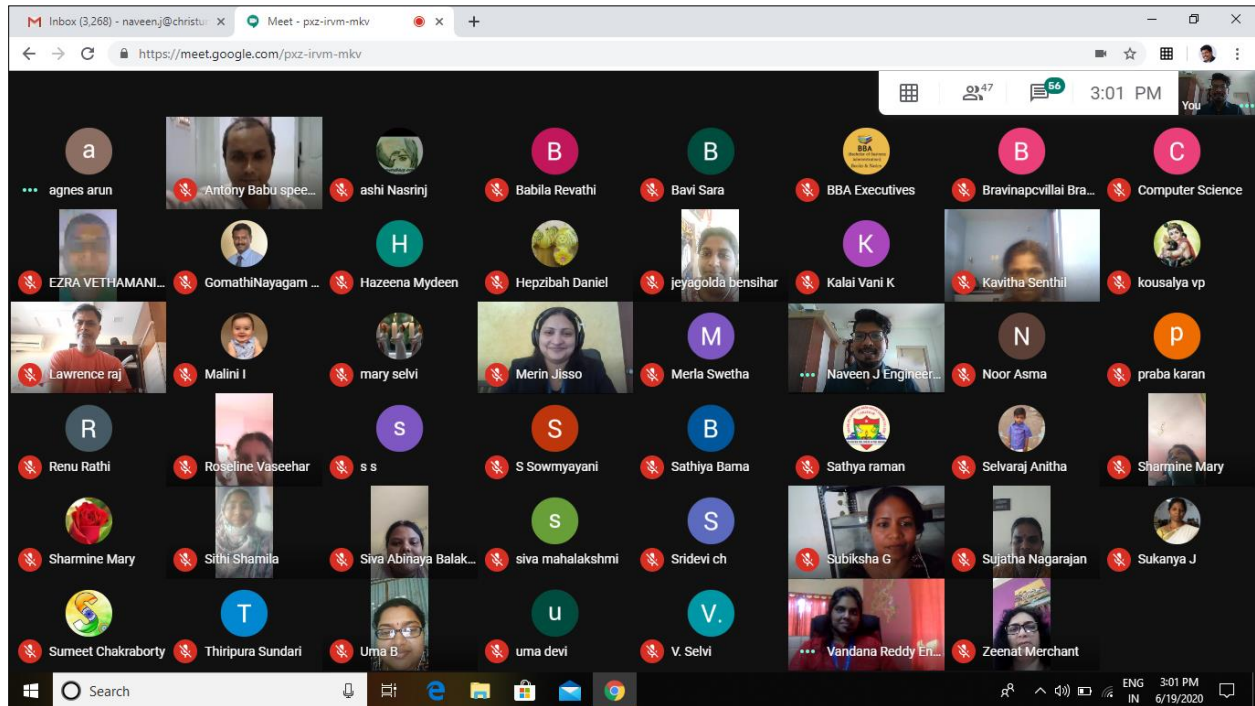 Inbox (3,268) - naveen.j@christu
Meet - pxz-irvm-mkv
https://meet.google.com/pxz-irvm-mkv
47 56 3:01 PM You
a B B BBA B C
agnes arun Antony Babu spee... ashi Nasrinj Babila Revathi Bavi Sara BBA Executives Bravinapcvillai Bra... Computer Science
H K
EZRA VETHAMANI... GomathiNayagam ... Hazeena Mydeen Hepzibah Daniel jeyagolda bensihar Kalai Vani K Kavitha Senthil kousalya vp
M N p
Lawrence raj Malini I mary selvi Merin Jisso Merla Swetha Naveen J Engineer... Noor Asma praba karan
R s S B
Renu Rathi Roseline Vaseehar s s S Sowmyayani Sathiya Bama Sathya raman Selvaraj Anitha Sharmine Mary
s S
Sharmine Mary Sithi Shamila Siva Abinaya Balak... siva mahalakshmi Sridevi ch Subiksha G Sujatha Nagarajan Sukanya J
T u V.
Sumeet Chakraborty Thiripura Sundari Uma B uma devi V. Selvi Vandana Reddy En... Zeenat Merchant
Search ENG 3:01 PM
IN 6/19/2020